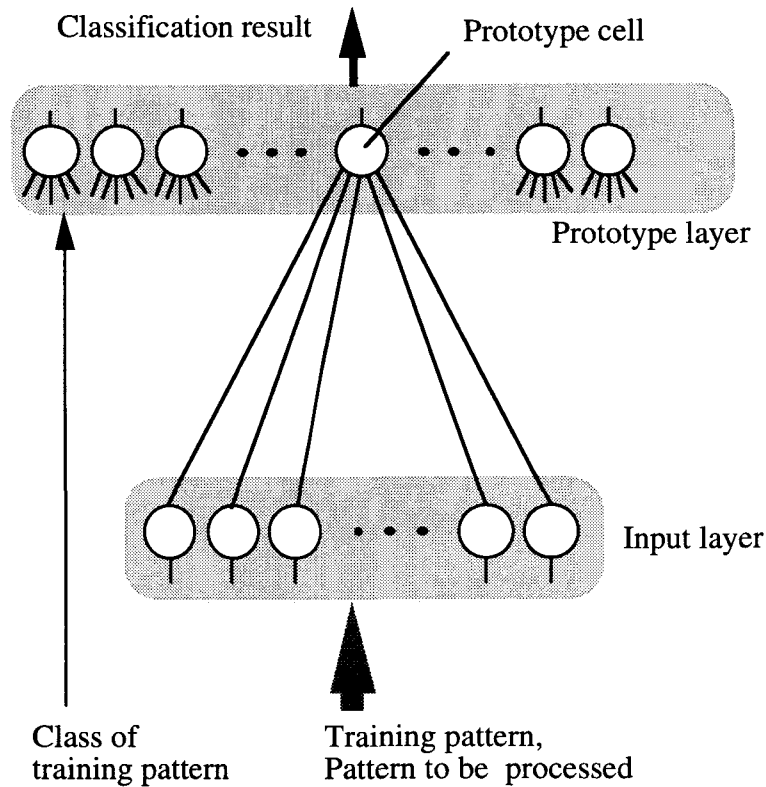 Classification result
Prototype cell
Prototype layer
Input layer
Class of
training pattern
Training pattern,
Pattern to be processed